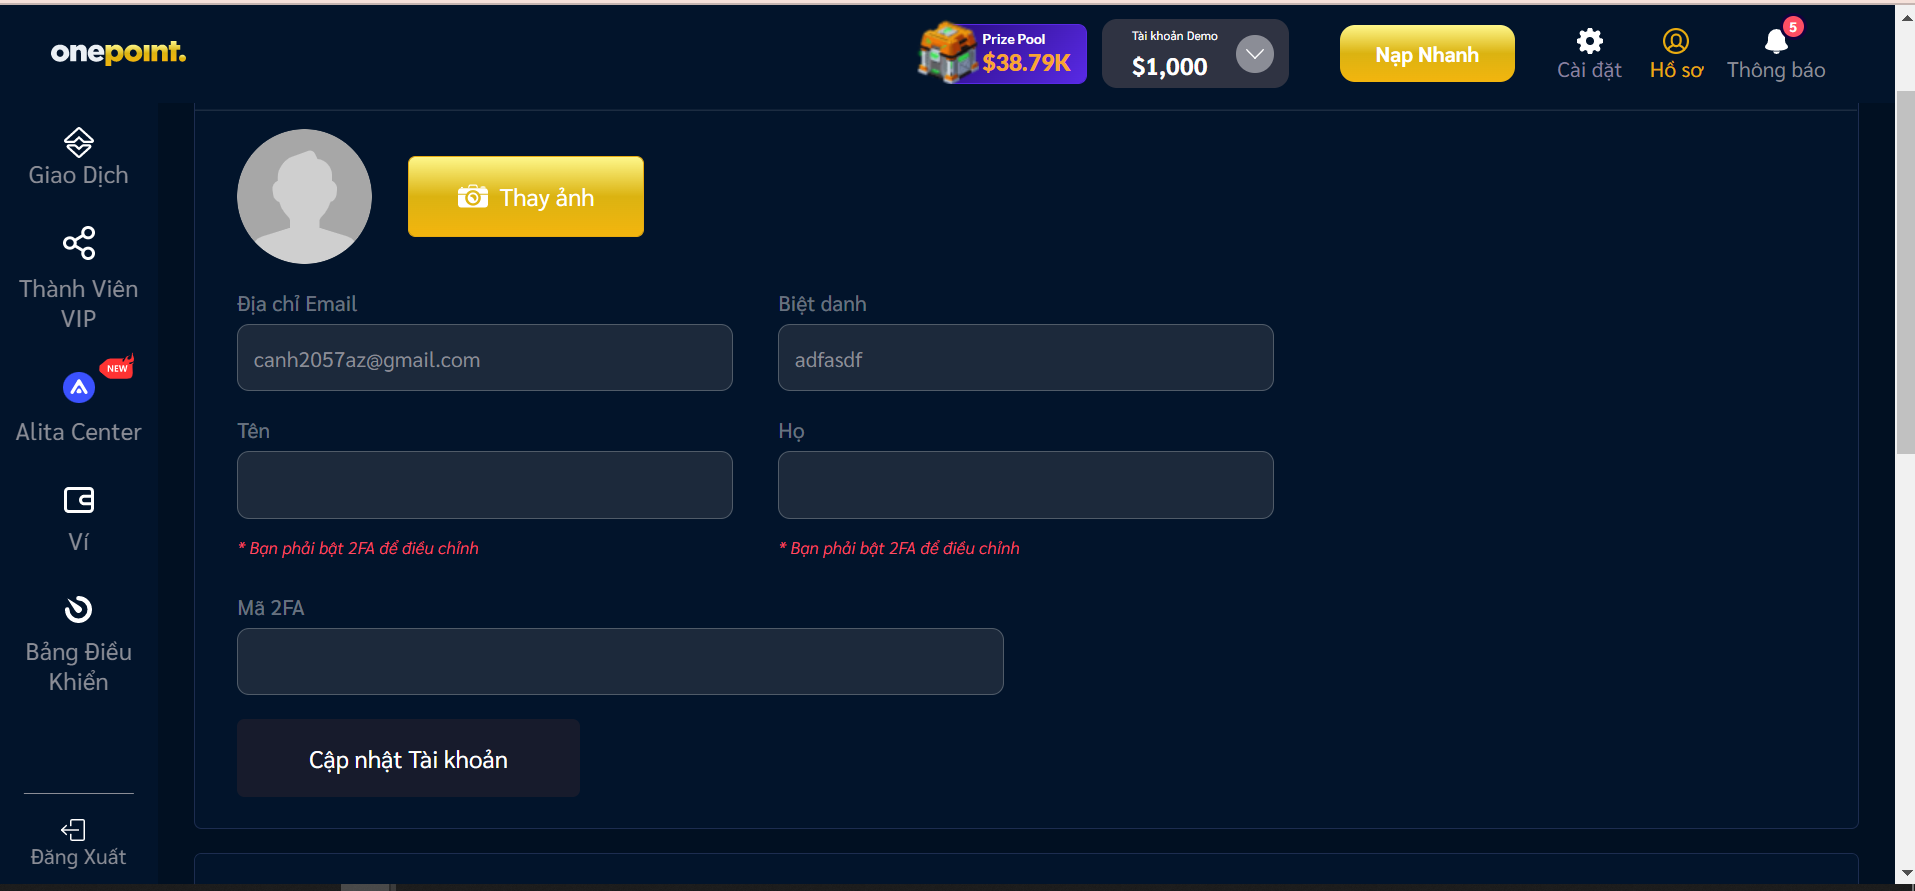 onepoint.
Prize Pool
$38.79K
Tài khoản Demo
$1,000
Nạp Nhanh
Cài đặt
Hồ sơ
5
Thông báo
Giao Dịch
Thành Viên
VIP
NEW
Alita Center
Ví
Bảng Điều
Khiển
Đăng Xuất
Thay ảnh
Địa chỉ Email
Biệt danh
canh2057az@gmail.com
adfasdf
Tên
Họ
* Bạn phải bật 2FA để điều chỉnh
* Bạn phải bật 2FA để điều chỉnh
Mã 2FA
Cập nhật Tài khoản